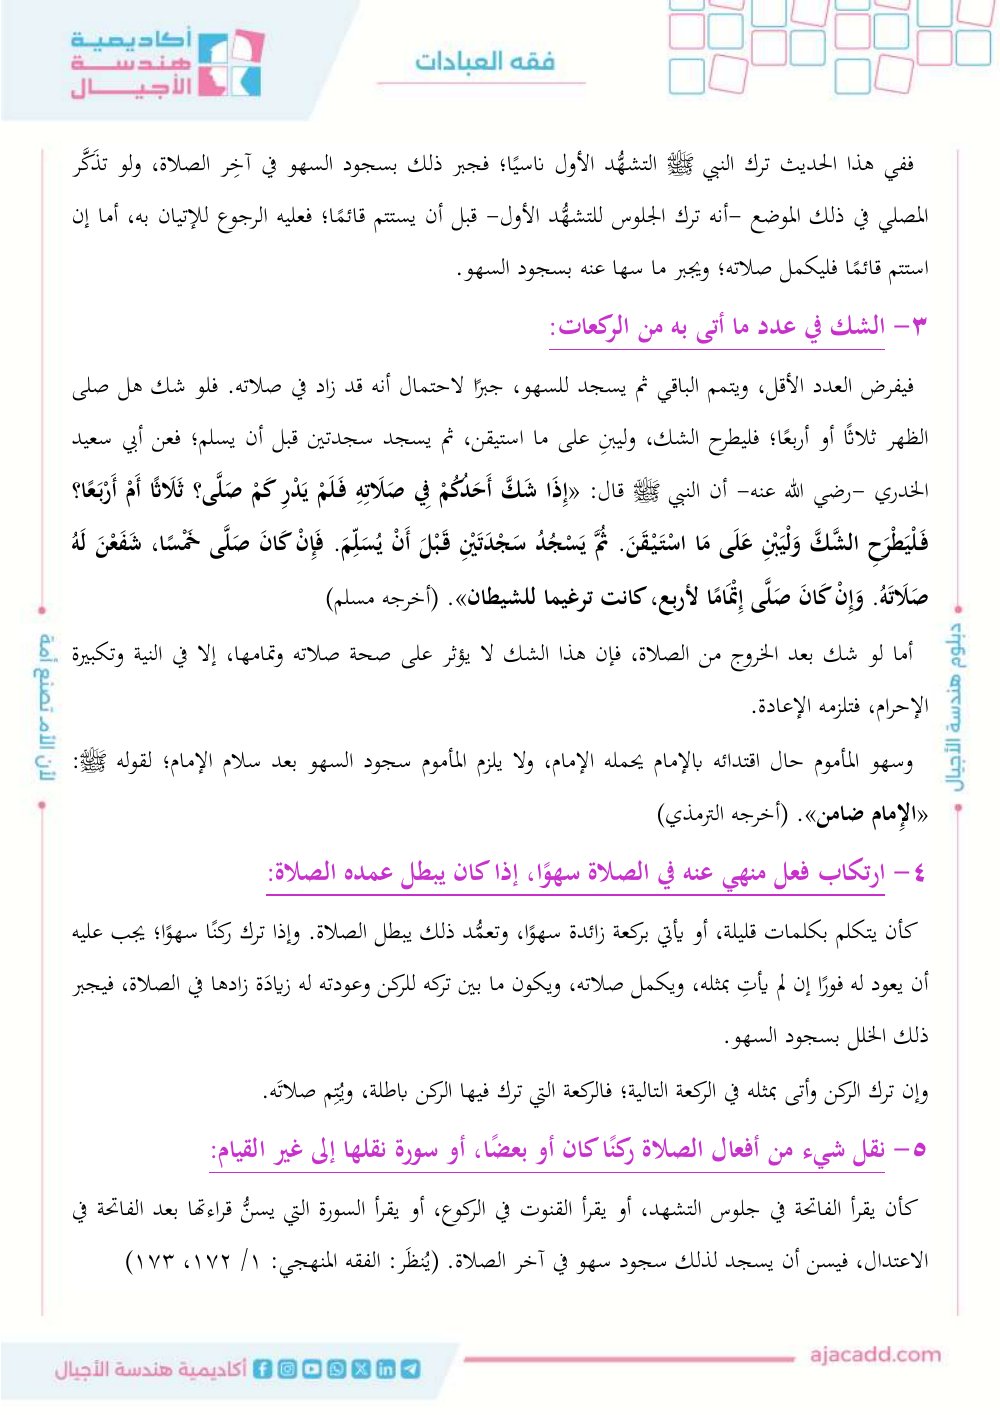 أكاديمية
هندسة
الأجيال
فقه العبادات
ففي هذا الحديث ترك النبي ﷺ التشهُّد الأول ناسيًا؛ فجبر ذلك بسجود السهو في آخِر الصلاة، ولو تذَكَّر
المصلي في ذلك الموضع -أنه ترك الجلوس للتشهُّد الأول- قبل أن يستتم قائمًا؛ فعليه الرجوع للإتيان به، أما إن
استتم قائمًا فليكمل صلاته؛ ويجبر ما سها عنه بسجود السهو.
٣- الشك في عدد ما أتى به من الركعات:
فيفرض العدد الأقل، ويتمم الباقي ثم يسجد للسهو، جبرًا لاحتمال أنه قد زاد في صلاته. فلو شك هل صلى
الظهر ثلاثًا أو أربعًا؛ فليطرح الشك، وليبنِ على ما استيقن، ثم يسجد سجدتين قبل أن يسلم؛ فعن أبي سعيد
الخدري -رضي الله عنه- أن النبي ﷺ قال: «إِذَا شَكَّ أَحَدُكُمْ فِي صَلَاتِهِ فَلَمْ يَدْرِ كَمْ صَلَّى؟ ثَلَاثًا أَمْ أَرْبَعًا؟
فَلْيَطْرَحِ الشَّكَّ وَلْيَبْنِ عَلَى مَا اسْتَيْقَنَ. ثُمَّ يَسْجُدُ سَجْدَتَيْنِ قَبْلَ أَنْ يُسَلِّمَ. فَإِنْ كَانَ صَلَّى خَمْسًا، شَفَعْنَ لَهُ
صَلَاتَهُ. وَإِنْ كَانَ صَلَّى إِتْمَامًا لأربع، كانت ترغيما للشيطان». (أخرجه مسلم)
أما لو شك بعد الخروج من الصلاة، فإن هذا الشك لا يؤثر على صحة صلاته وتمامها، إلا في النية وتكبيرة
الإحرام، فتلزمه الإعادة.
وسهو المأموم حال اقتدائه بالإمام يحمله الإمام، ولا يلزم المأموم سجود السهو بعد سلام الإمام؛ لقوله ﷺ:
«الإِمام ضامن». (أخرجه الترمذي)
٤- ارتكاب فعل منهي عنه في الصلاة سهوًا، إذا كان يبطل عمده الصلاة:
كأن يتكلم بكلمات قليلة، أو يأتي بركعة زائدة سهوًا، وتعمُّد ذلك يبطل الصلاة. وإذا ترك ركنًا سهوًا؛ يجب عليه
أن يعود له فورًا إن لم يأتِ بمثله، ويكمل صلاته، ويكون ما بين تركه للركن وعودته له زيادَة زادها في الصلاة، فيجبر
ذلك الخلل بسجود السهو.
وإن ترك الركن وأتى بمثله في الركعة التالية؛ فالركعة التي ترك فيها الركن باطلة، ويُتِم صلاتَه.
٥- نقل شيء من أفعال الصلاة ركنًا كان أو بعضًا، أو سورة نقلها إلى غير القيام:
كأن يقرأ الفاتحة في جلوس التشهد، أو يقرأ القنوت في الركوع، أو يقرأ السورة التي يسنُّ قراءتها بعد الفاتحة في
الاعتدال، فيسن أن يسجد لذلك سجود سهو في آخر الصلاة. (يُنظَر: الفقه المنهجي: ١/ ١٧٢، ١٧٣)
دبلوم هندسة الأجيال
لأن الأم تصنع أمة
ajacadd.com
أكاديمية هندسة الأجيال